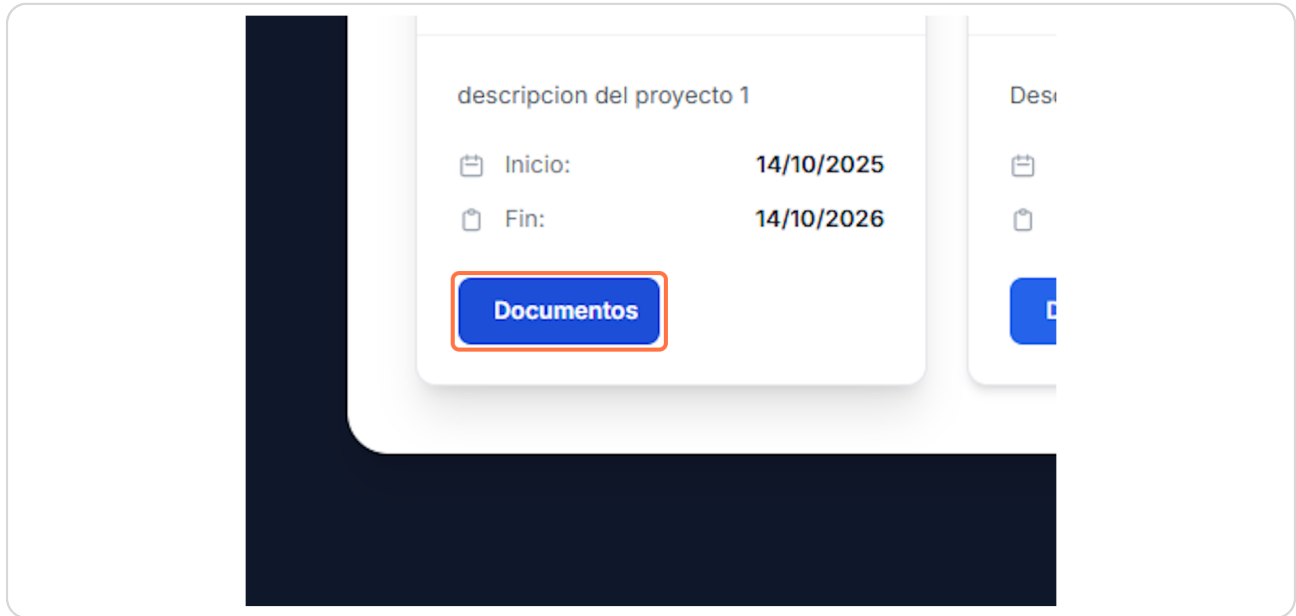 descripcion del proyecto 1
Inicio: 14/10/2025
Fin: 14/10/2026
Documentos